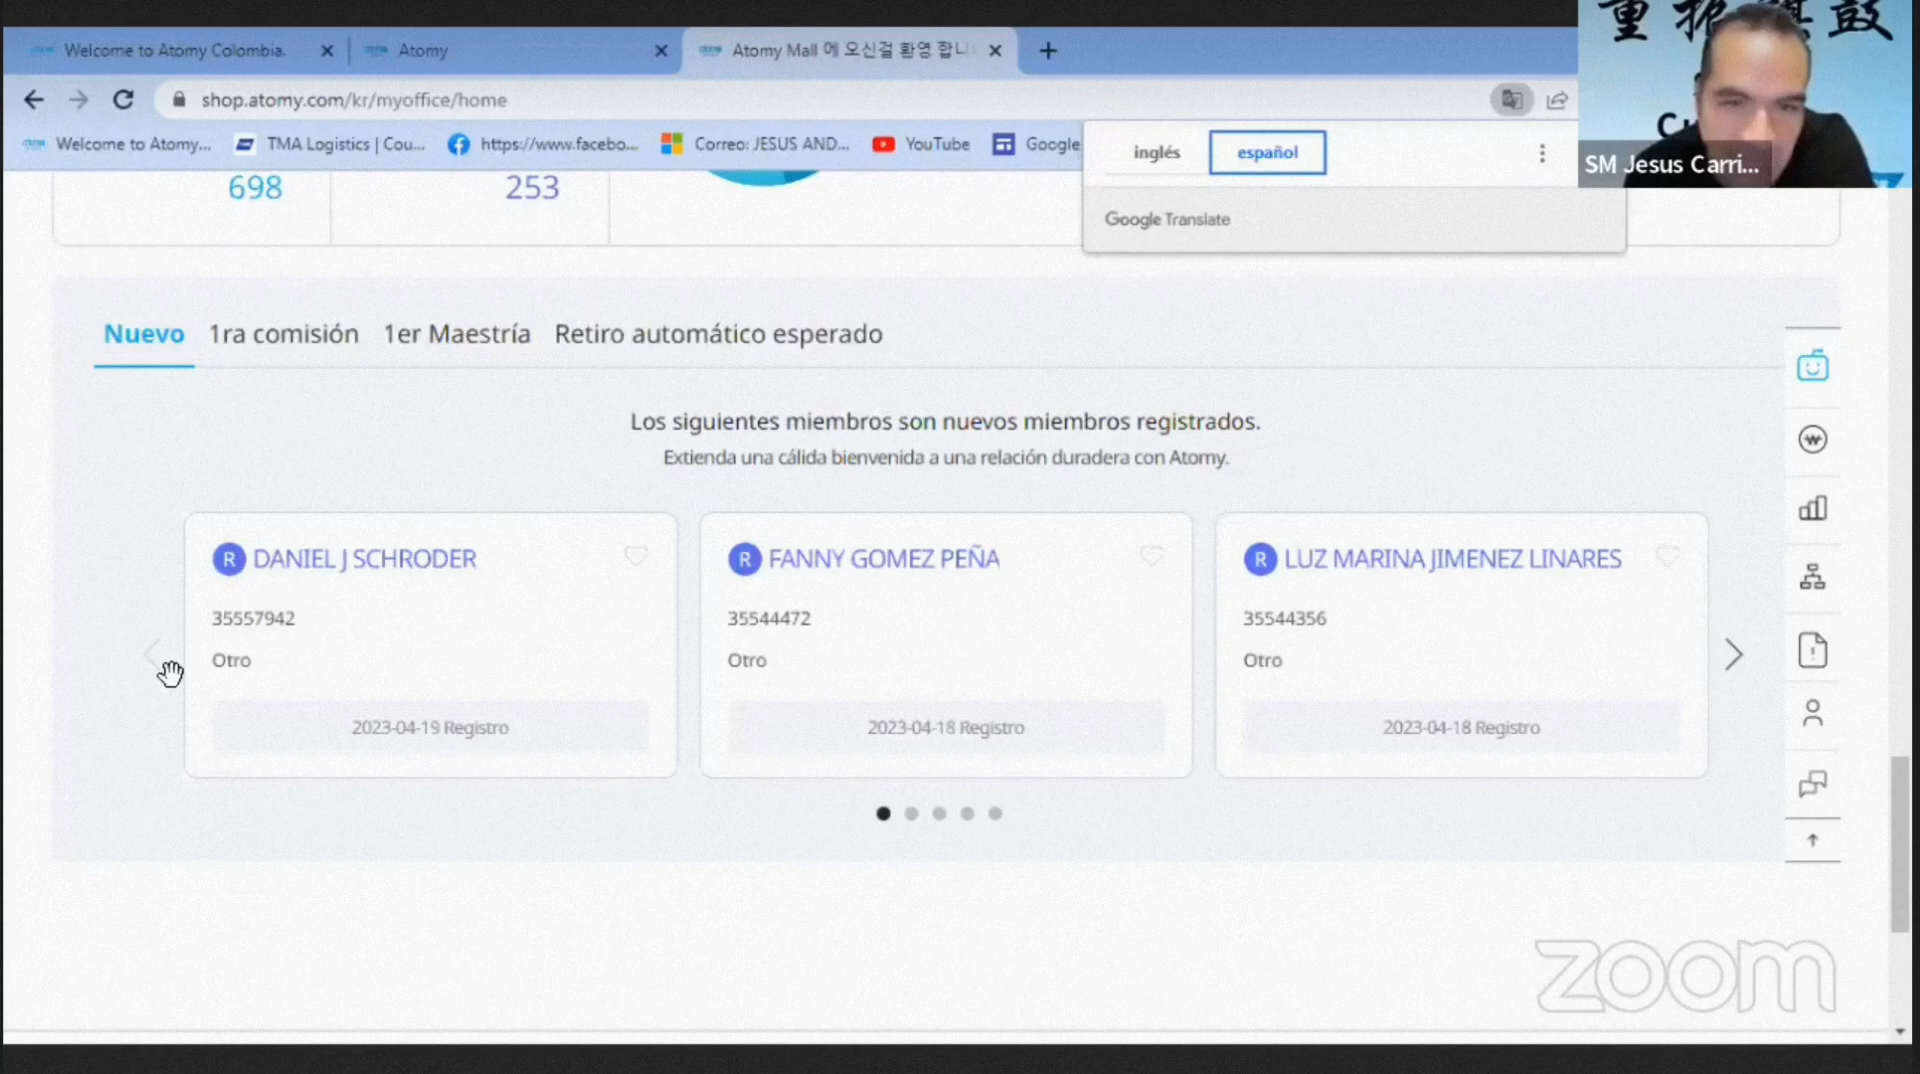 Welcome to Atomy Colombia.
Atomy
Atomy Mall 에 오신걸 환영 합니
shop.atomy.com/kr/myoffice/home
Welcome to Atomy...
TMA Logistics | Cou...
https://www.facebo...
Correo: JESUS AND...
YouTube
Google
inglés
español
Google Translate
SM Jesus Carri...
698
253
Nuevo
1ra comisión
1er Maestría
Retiro automático esperado
Los siguientes miembros son nuevos miembros registrados.
Extienda una cálida bienvenida a una relación duradera con Atomy.
R DANIEL J SCHRODER
35557942
Otro
2023-04-19 Registro
R FANNY GOMEZ PEÑA
35544472
Otro
2023-04-18 Registro
R LUZ MARINA JIMENEZ LINARES
35544356
Otro
2023-04-18 Registro
zoom